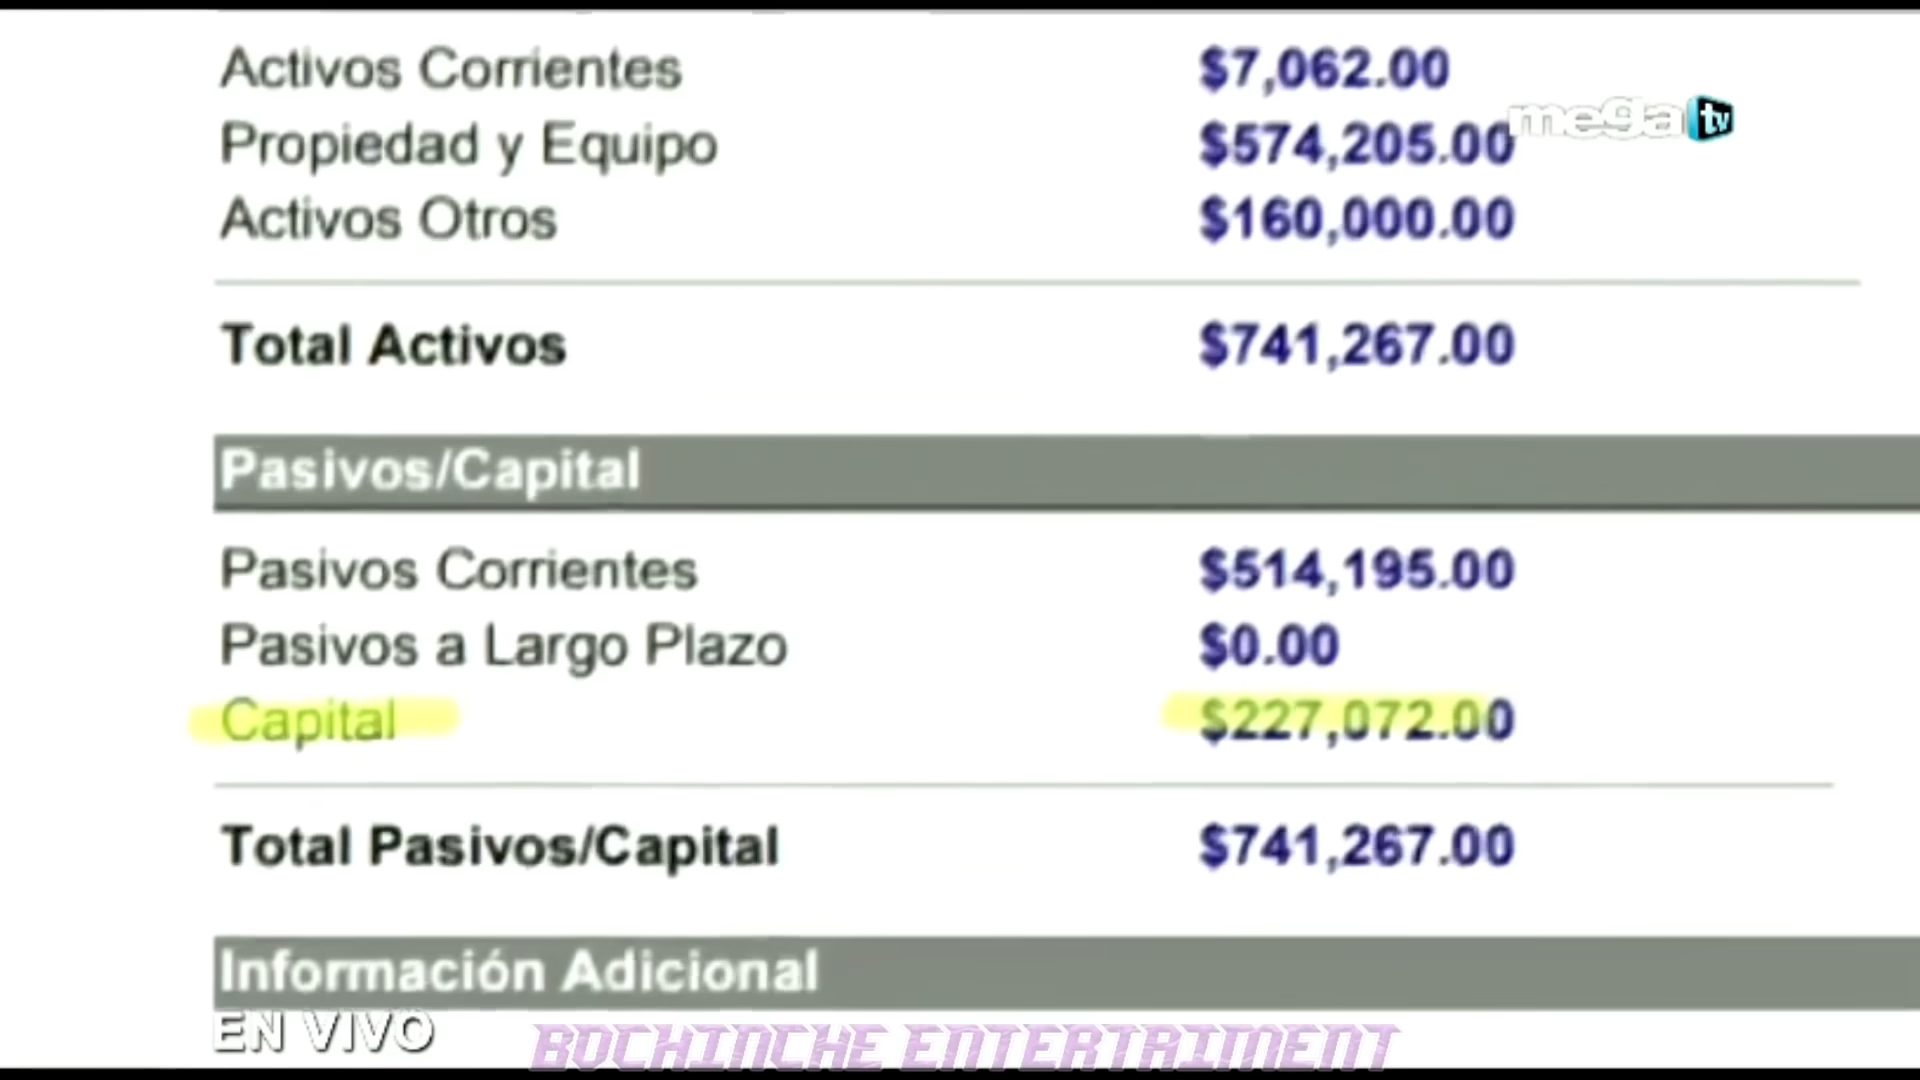 Activos Corrientes $7,062.00
mega tv
Propiedad y Equipo $574,205.00
Activos Otros $160,000.00
Total Activos $741,267.00
Pasivos/Capital
Pasivos Corrientes $514,195.00
Pasivos a Largo Plazo $0.00
Capital $227,072.00
Total Pasivos/Capital $741,267.00
Información Adicional
EN VIVO
BOCHINCHE ENTERTAIMENT